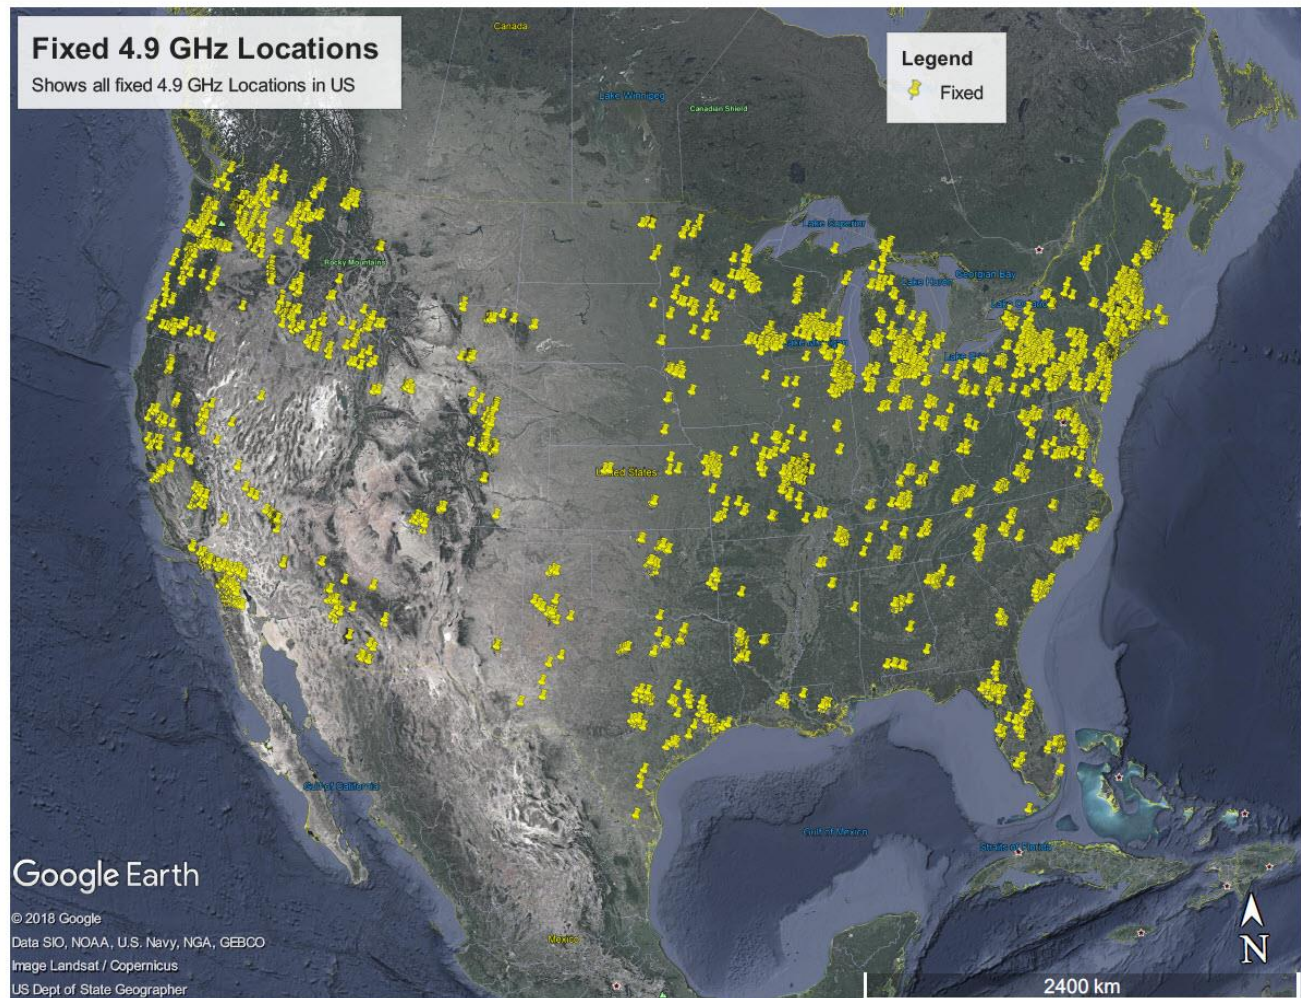 Fixed 4.9 GHz Locations
Shows all fixed 4.9 GHz Locations in US
Legend
Fixed
Canada
Lake Winnipeg
Canadian Shield
Lake Superior
Rocky Mountains
Georgian Bay
Lake Huron
United States
Gulf of California
Gulf of Mexico
Straits of Florida
Mexico
Google Earth
© 2018 Google
Data SIO, NOAA, U.S. Navy, NGA, GEBCO
Image Landsat / Copernicus
US Dept of State Geographer
N
2400 km